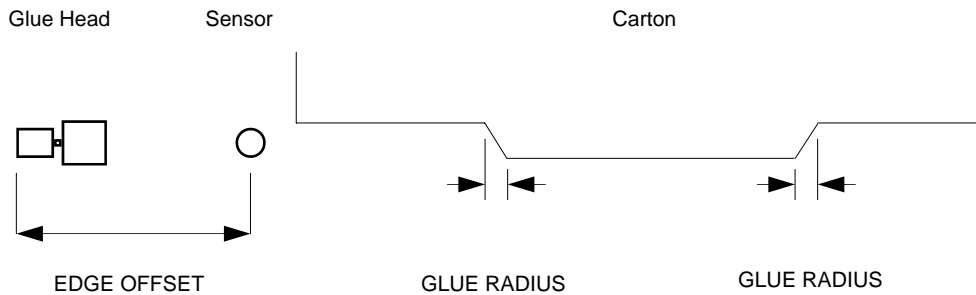 Glue Head
Sensor
Carton
EDGE OFFSET
GLUE RADIUS
GLUE RADIUS